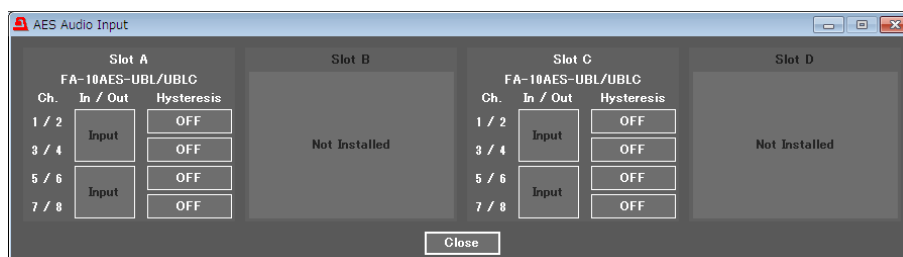 AES Audio Input
Slot A
FA-10AES-UBL/UBLC
Ch. In / Out Hysteresis
1 / 2 OFF
Input
3 / 4 OFF
5 / 6 OFF
Input
7 / 8 OFF
Slot B
Not Installed
Slot C
FA-10AES-UBL/UBLC
Ch. In / Out Hysteresis
1 / 2 OFF
Input
3 / 4 OFF
5 / 6 OFF
Input
7 / 8 OFF
Slot D
Not Installed
Close